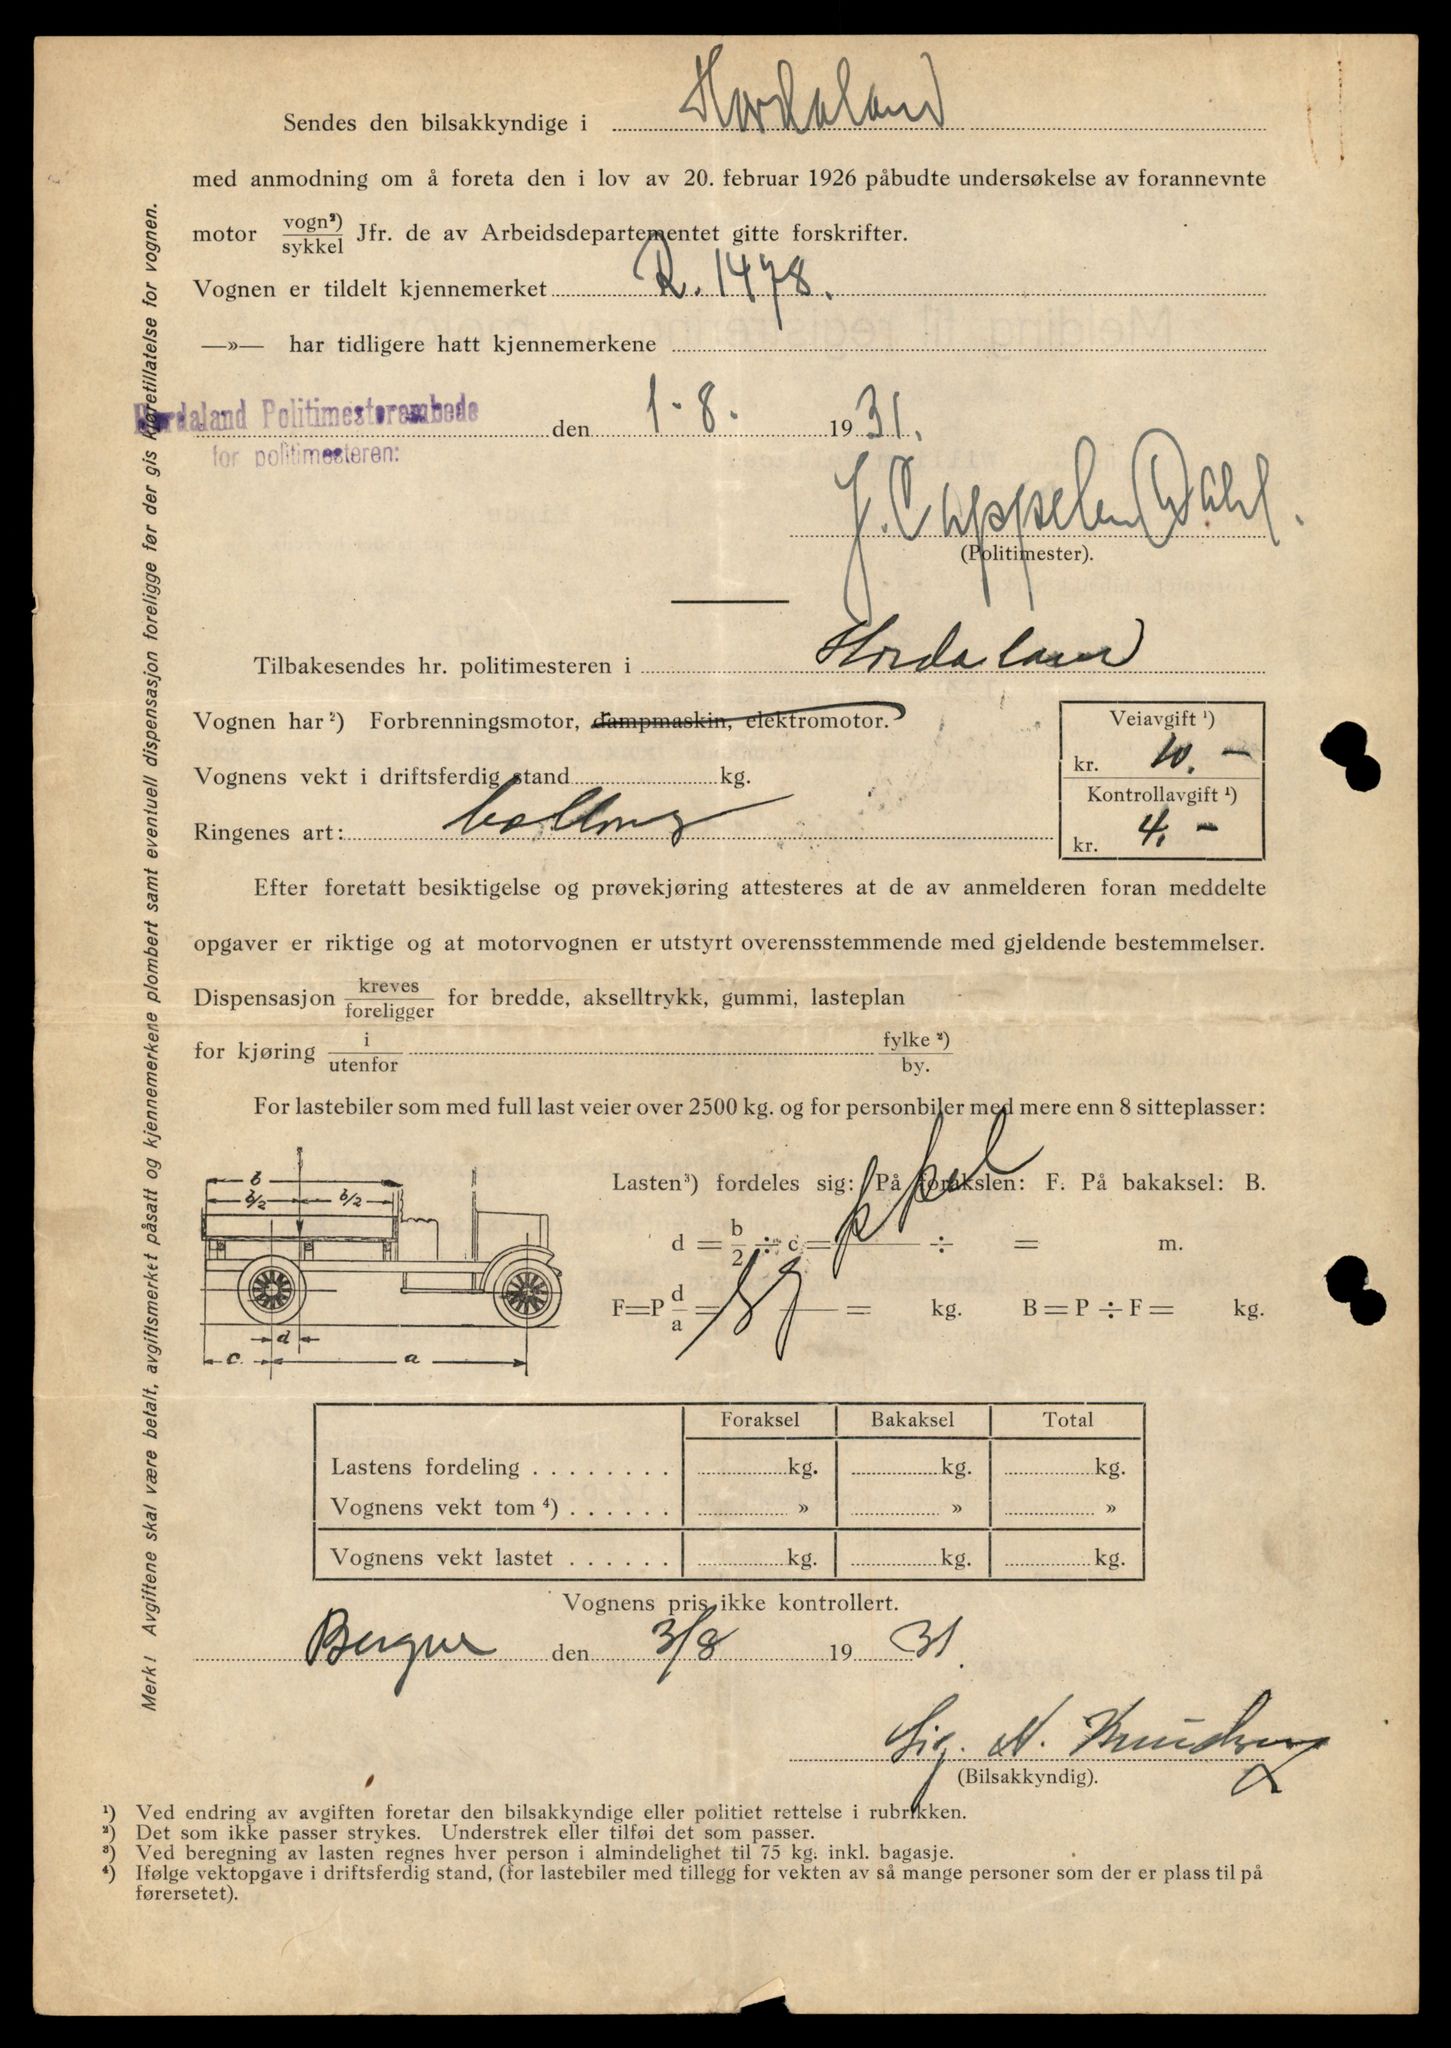 Sendes den bilsakkyndige i Hordaland
med anmodning om å foreta den i lov av 20. februar 1926 påbudte undersøkelse av forannevnte
motor vogn²)/sykkel Jfr. de av Arbeidsdepartementet gitte forskrifter.
Vognen er tildelt kjennemerket R. 1478.
—»— har tidligere hatt kjennemerkene
Hordaland Politimesterembede den 1-8- 1931.
for politimesteren:
J. Cappelen Dahl.
(Politimester).
Tilbakesendes hr. politimesteren i Hordaland
Vognen har ²) Forbrenningsmotor, dampmaskin, elektromotor.
Veiavgift ¹)
kr. 10.-
Vognens vekt i driftsferdig stand kg.
Kontrollavgift ¹)
kr. 4.-
Ringenes art: ballong
Efter foretatt besiktigelse og prøvekjøring attesteres at de av anmelderen foran meddelte
opgaver er riktige og at motorvognen er utstyrt overensstemmende med gjeldende bestemmelser.
Dispensasjon kreves/foreligger for bredde, akselltrykk, gummi, lasteplan
for kjøring i/utenfor fylke ²)/by.
For lastebiler som med full last veier over 2500 kg. og for personbiler med mere enn 8 sitteplasser:
b
b/2 b/2
d
c. a
Lasten³) fordeles sig: På forakslen: F. På bakaksel: B.
d = b/2 ÷ c = ÷ = m.
F=P d/a = = kg. B = P ÷ F = kg.
Foraksel Bakaksel Total
Lastens fordeling . . . . . . . . kg. kg. kg.
Vognens vekt tom ⁴) . . . . . . » » »
Vognens vekt lastet . . . . . . kg. kg. kg.
Vognens pris ikke kontrollert.
Bergen den 3/8 1931.
Sig. N. Knudsen
(Bilsakkyndig).
¹) Ved endring av avgiften foretar den bilsakkyndige eller politiet rettelse i rubrikken.
²) Det som ikke passer strykes. Understrek eller tilføi det som passer.
³) Ved beregning av lasten regnes hver person i almindelighet til 75 kg. inkl. bagasje.
⁴) Ifølge vektopgave i driftsferdig stand, (for lastebiler med tillegg for vekten av så mange personer som der er plass til på
førersetet).
Merk! Avgiftene skal være betalt, avgiftsmerket påsatt og kjennemerkene plombert samt eventuell dispensasjon foreligge før der gis kjøretillatelse for vognen.